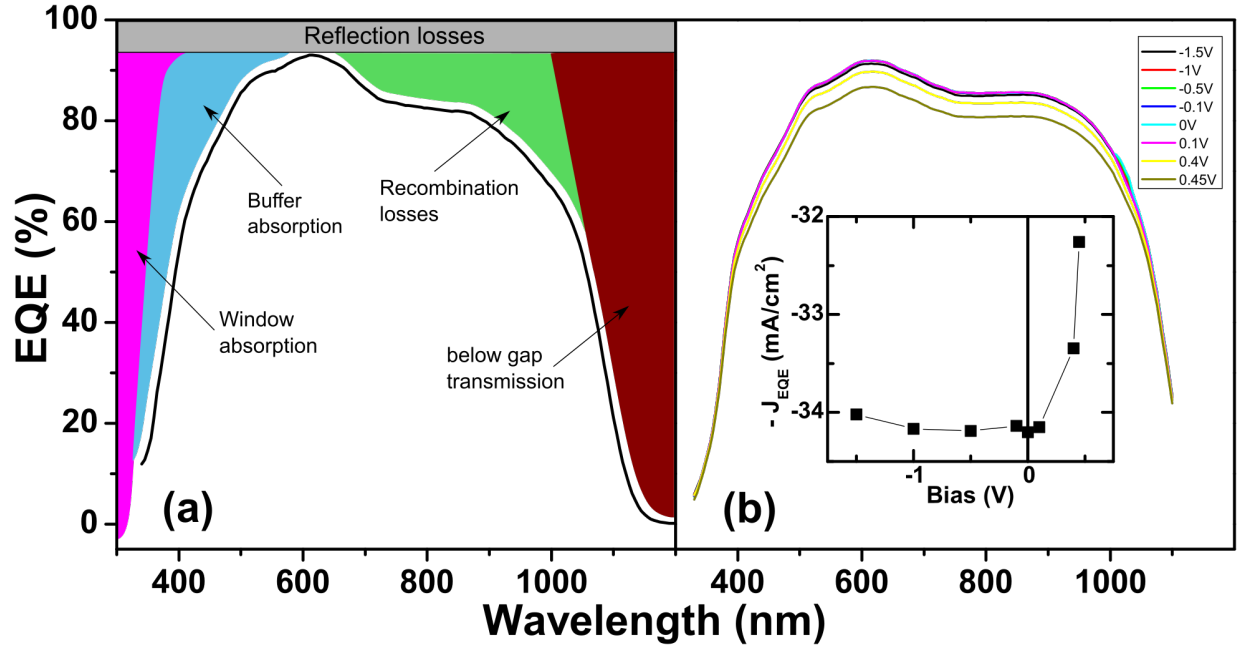 100
80
60
40
20
0
EQE (%)
Reflection losses
Buffer
absorption
Recombination
losses
Window
absorption
below gap
transmission
(a)
400
600
800
1000
-1.5V
-1V
-0.5V
-0.1V
0V
0.1V
0.4V
0.45V
-32
-33
-34
- J_EQE (mA/cm²)
-1
0
Bias (V)
(b)
400
600
800
1000
Wavelength (nm)